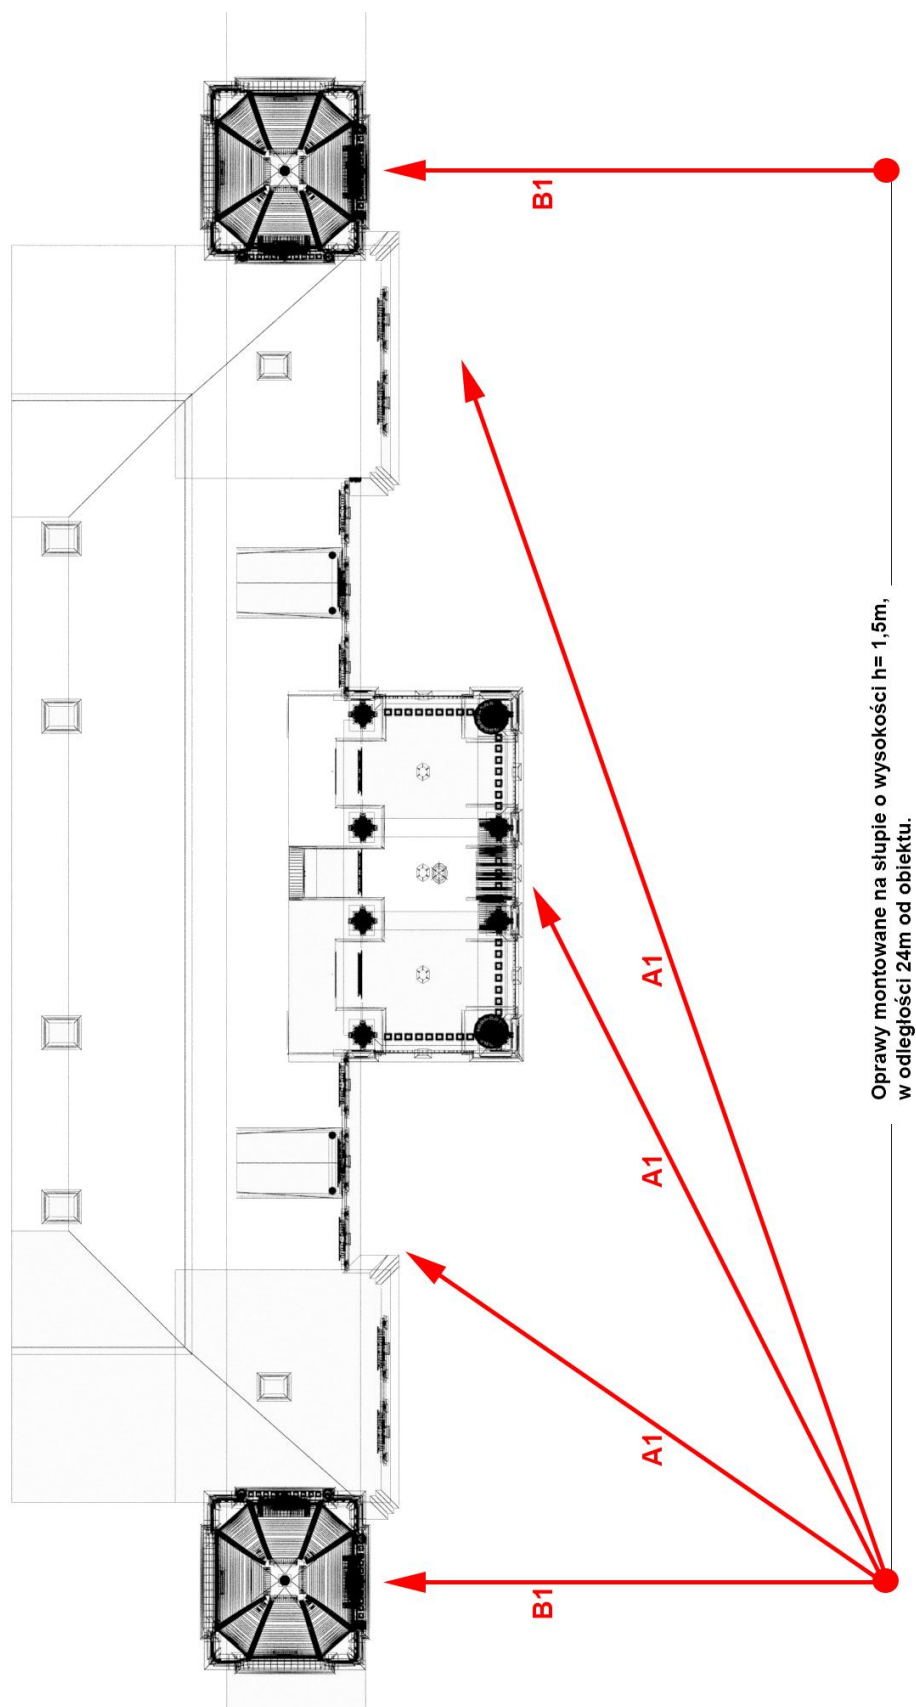 B1
A1
A1
A1
B1
Oprawy montowane na słupie o wysokości h= 1,5m,
w odległości 24m od obiektu.